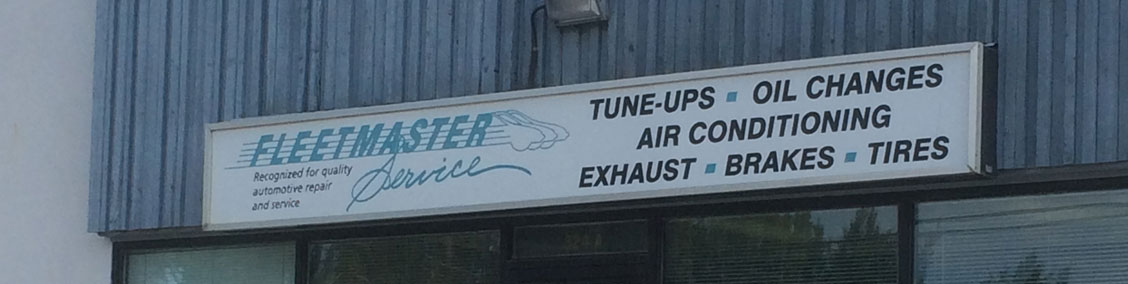 FLEETMASTER
Service
Recognized for quality
automotive repair
and service
TUNE-UPS ▪ OIL CHANGES
AIR CONDITIONING
EXHAUST ▪ BRAKES ▪ TIRES